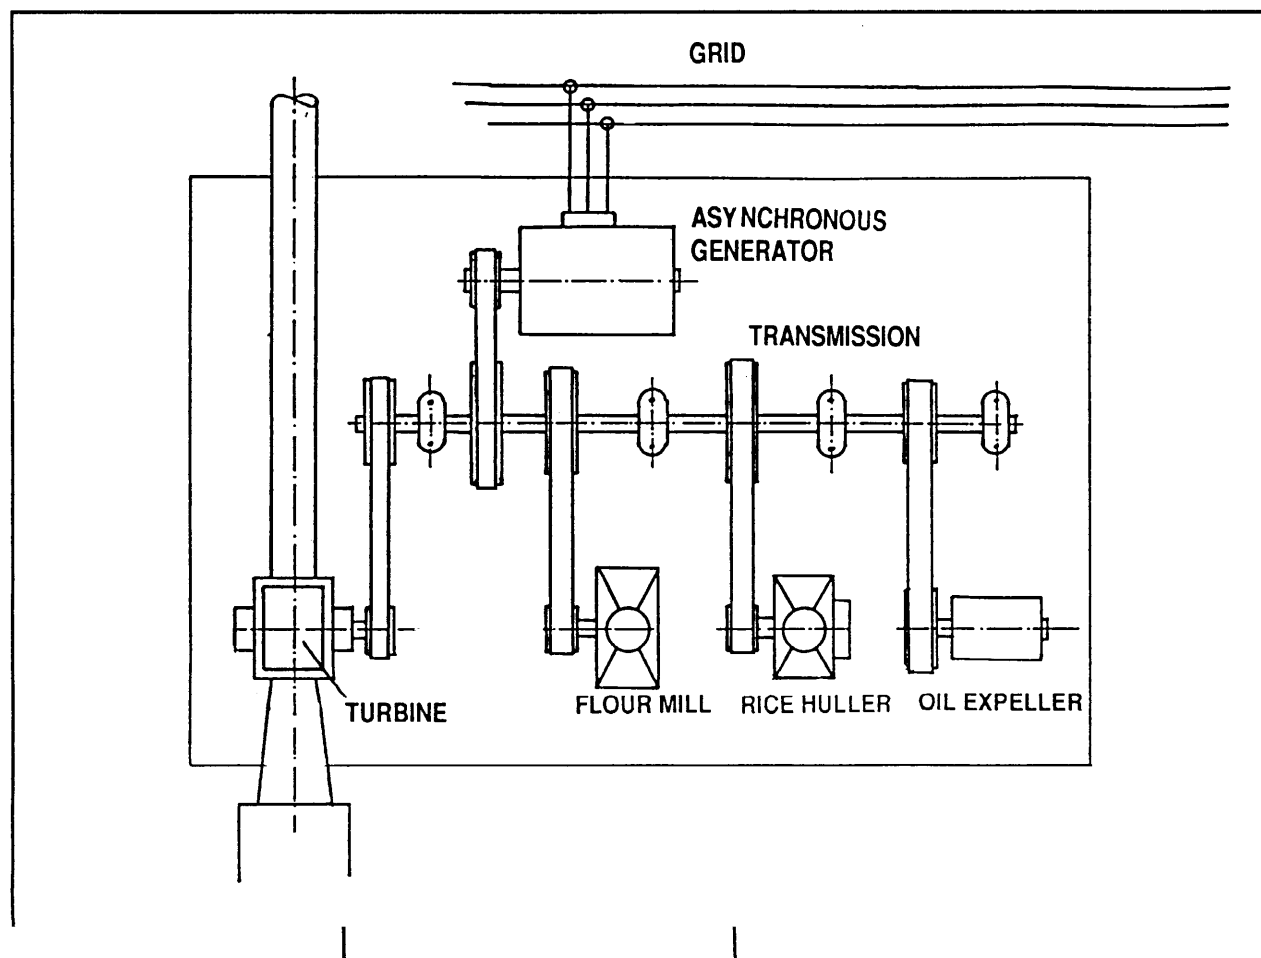 GRID
ASYNCHRONOUS
GENERATOR
TRANSMISSION
TURBINE
FLOUR MILL
RICE HULLER
OIL EXPELLER